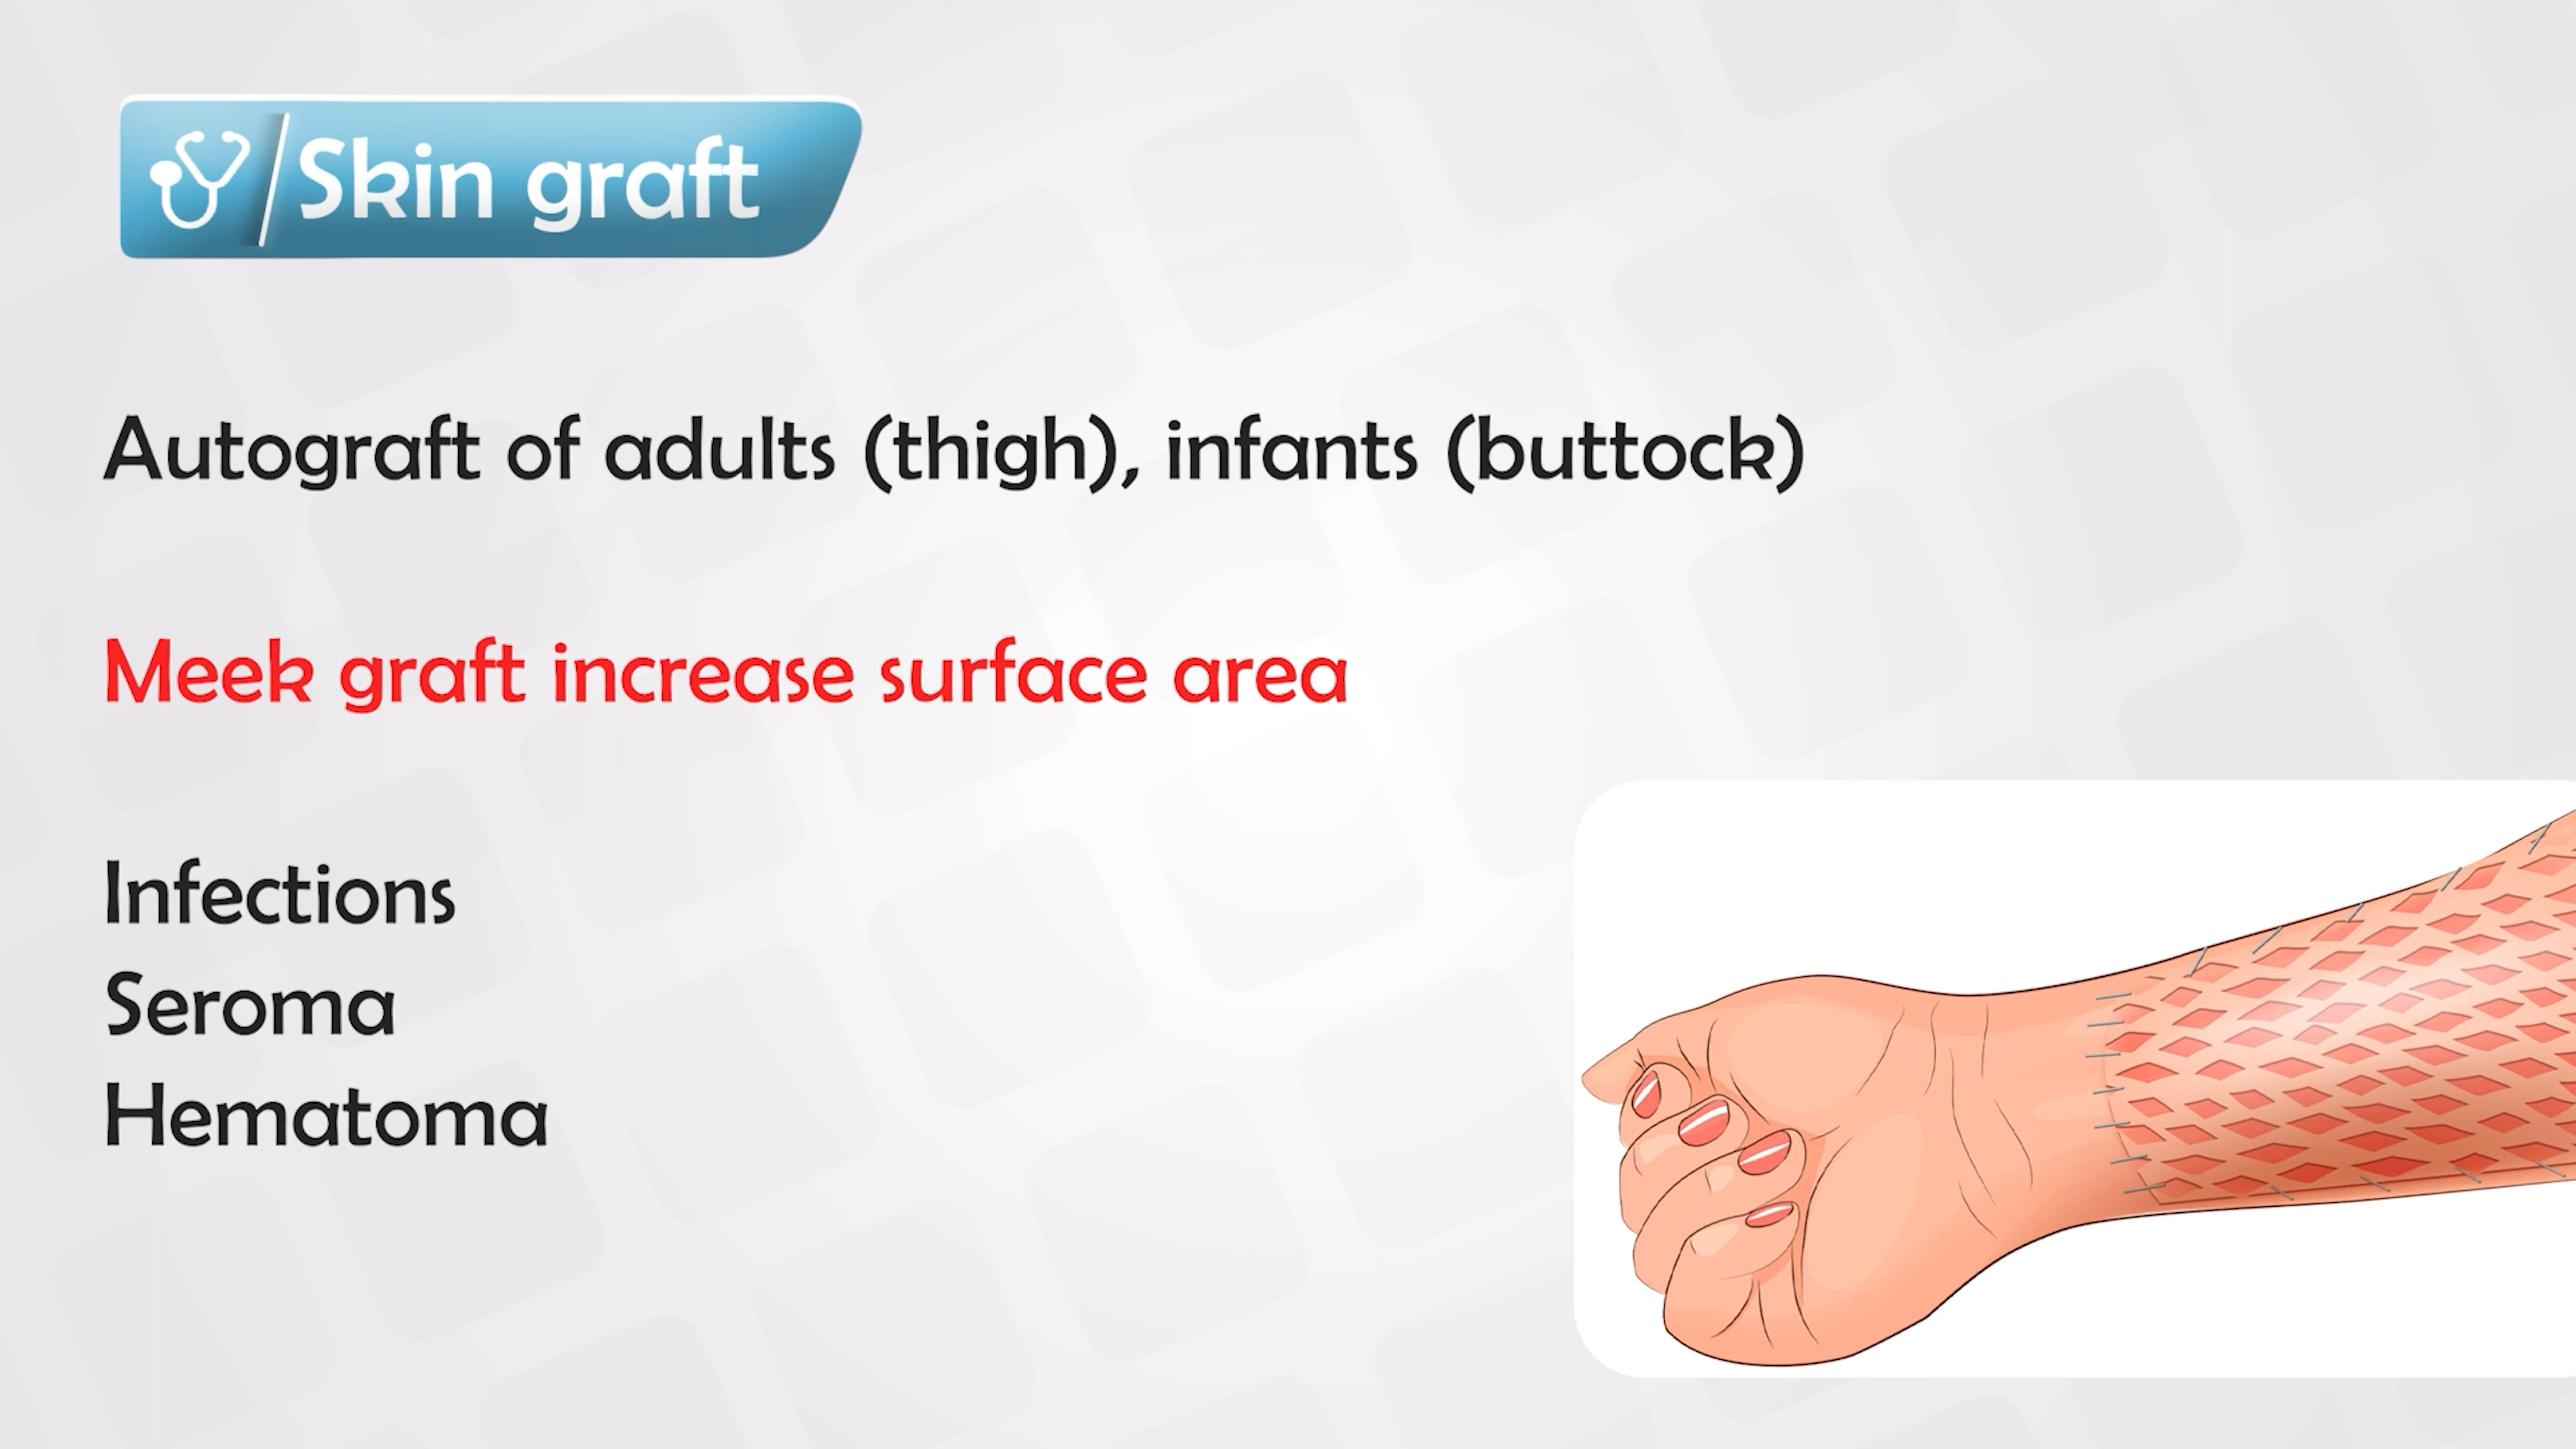 Skin graft
Autograft of adults (thigh), infants (buttock)
Meek graft increase surface area
Infections
Seroma
Hematoma